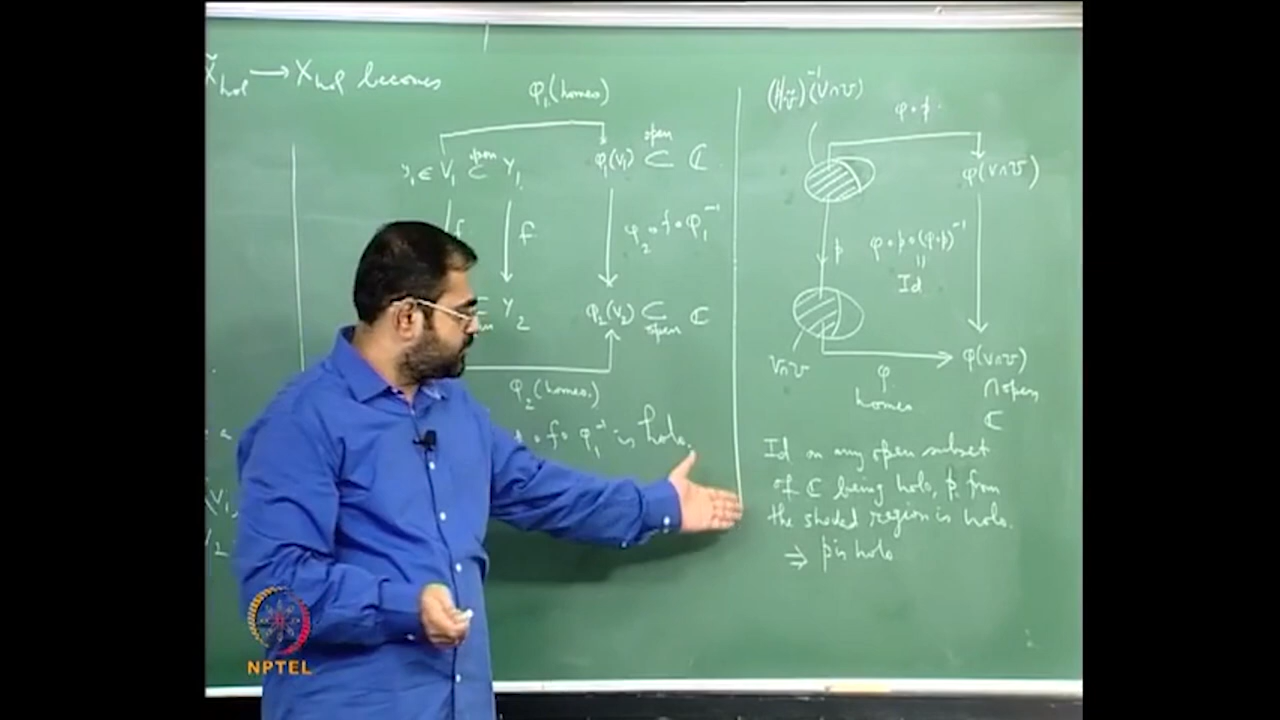 X̃hol → Xhol becomes
φ₁ (homeo)
y₁ ∈ V₁ ⊂ Y₁
open
φ₁(V₁) ⊂ ℂ
open
f
f
φ₂ ∘ f ∘ φ₁⁻¹
Y₂
φ₂(V₂) ⊂ ℂ
open
φ₂ (homeo.)
∘ f ∘ φ₁⁻¹ is holo.
a
V₁,
V₂
⁻¹(V∩U)
φ∘p
φ(V∩U)
p
φ∘p∘(φ∘p)⁻¹
||
Id
V∩U
φ
homeo
φ(V∩U)
∩ open
ℂ
Id on any open subset
of ℂ being holo, p from
the shaded region is holo.
⇒ p is holo
NPTEL